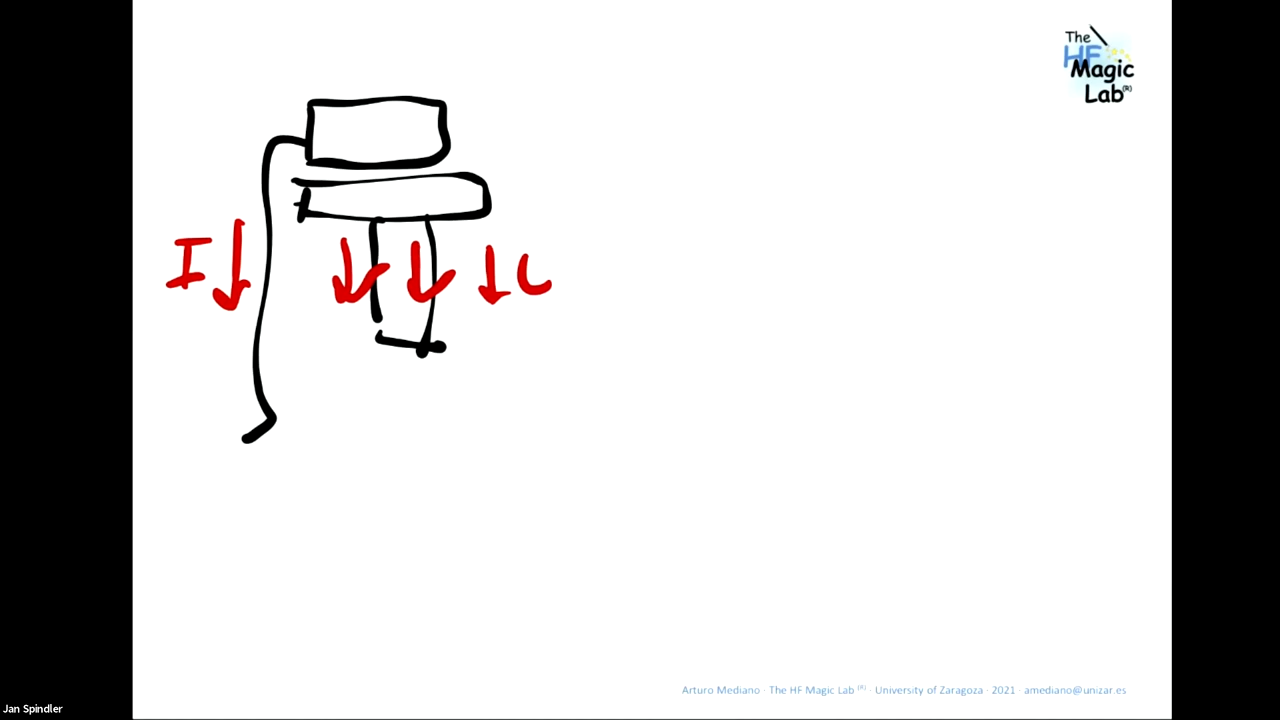 The
HF
Magic
Lab(R)
I
Arturo Mediano · The HF Magic Lab (R) · University of Zaragoza · 2021 · amediano@unizar.es
Jan Spindler